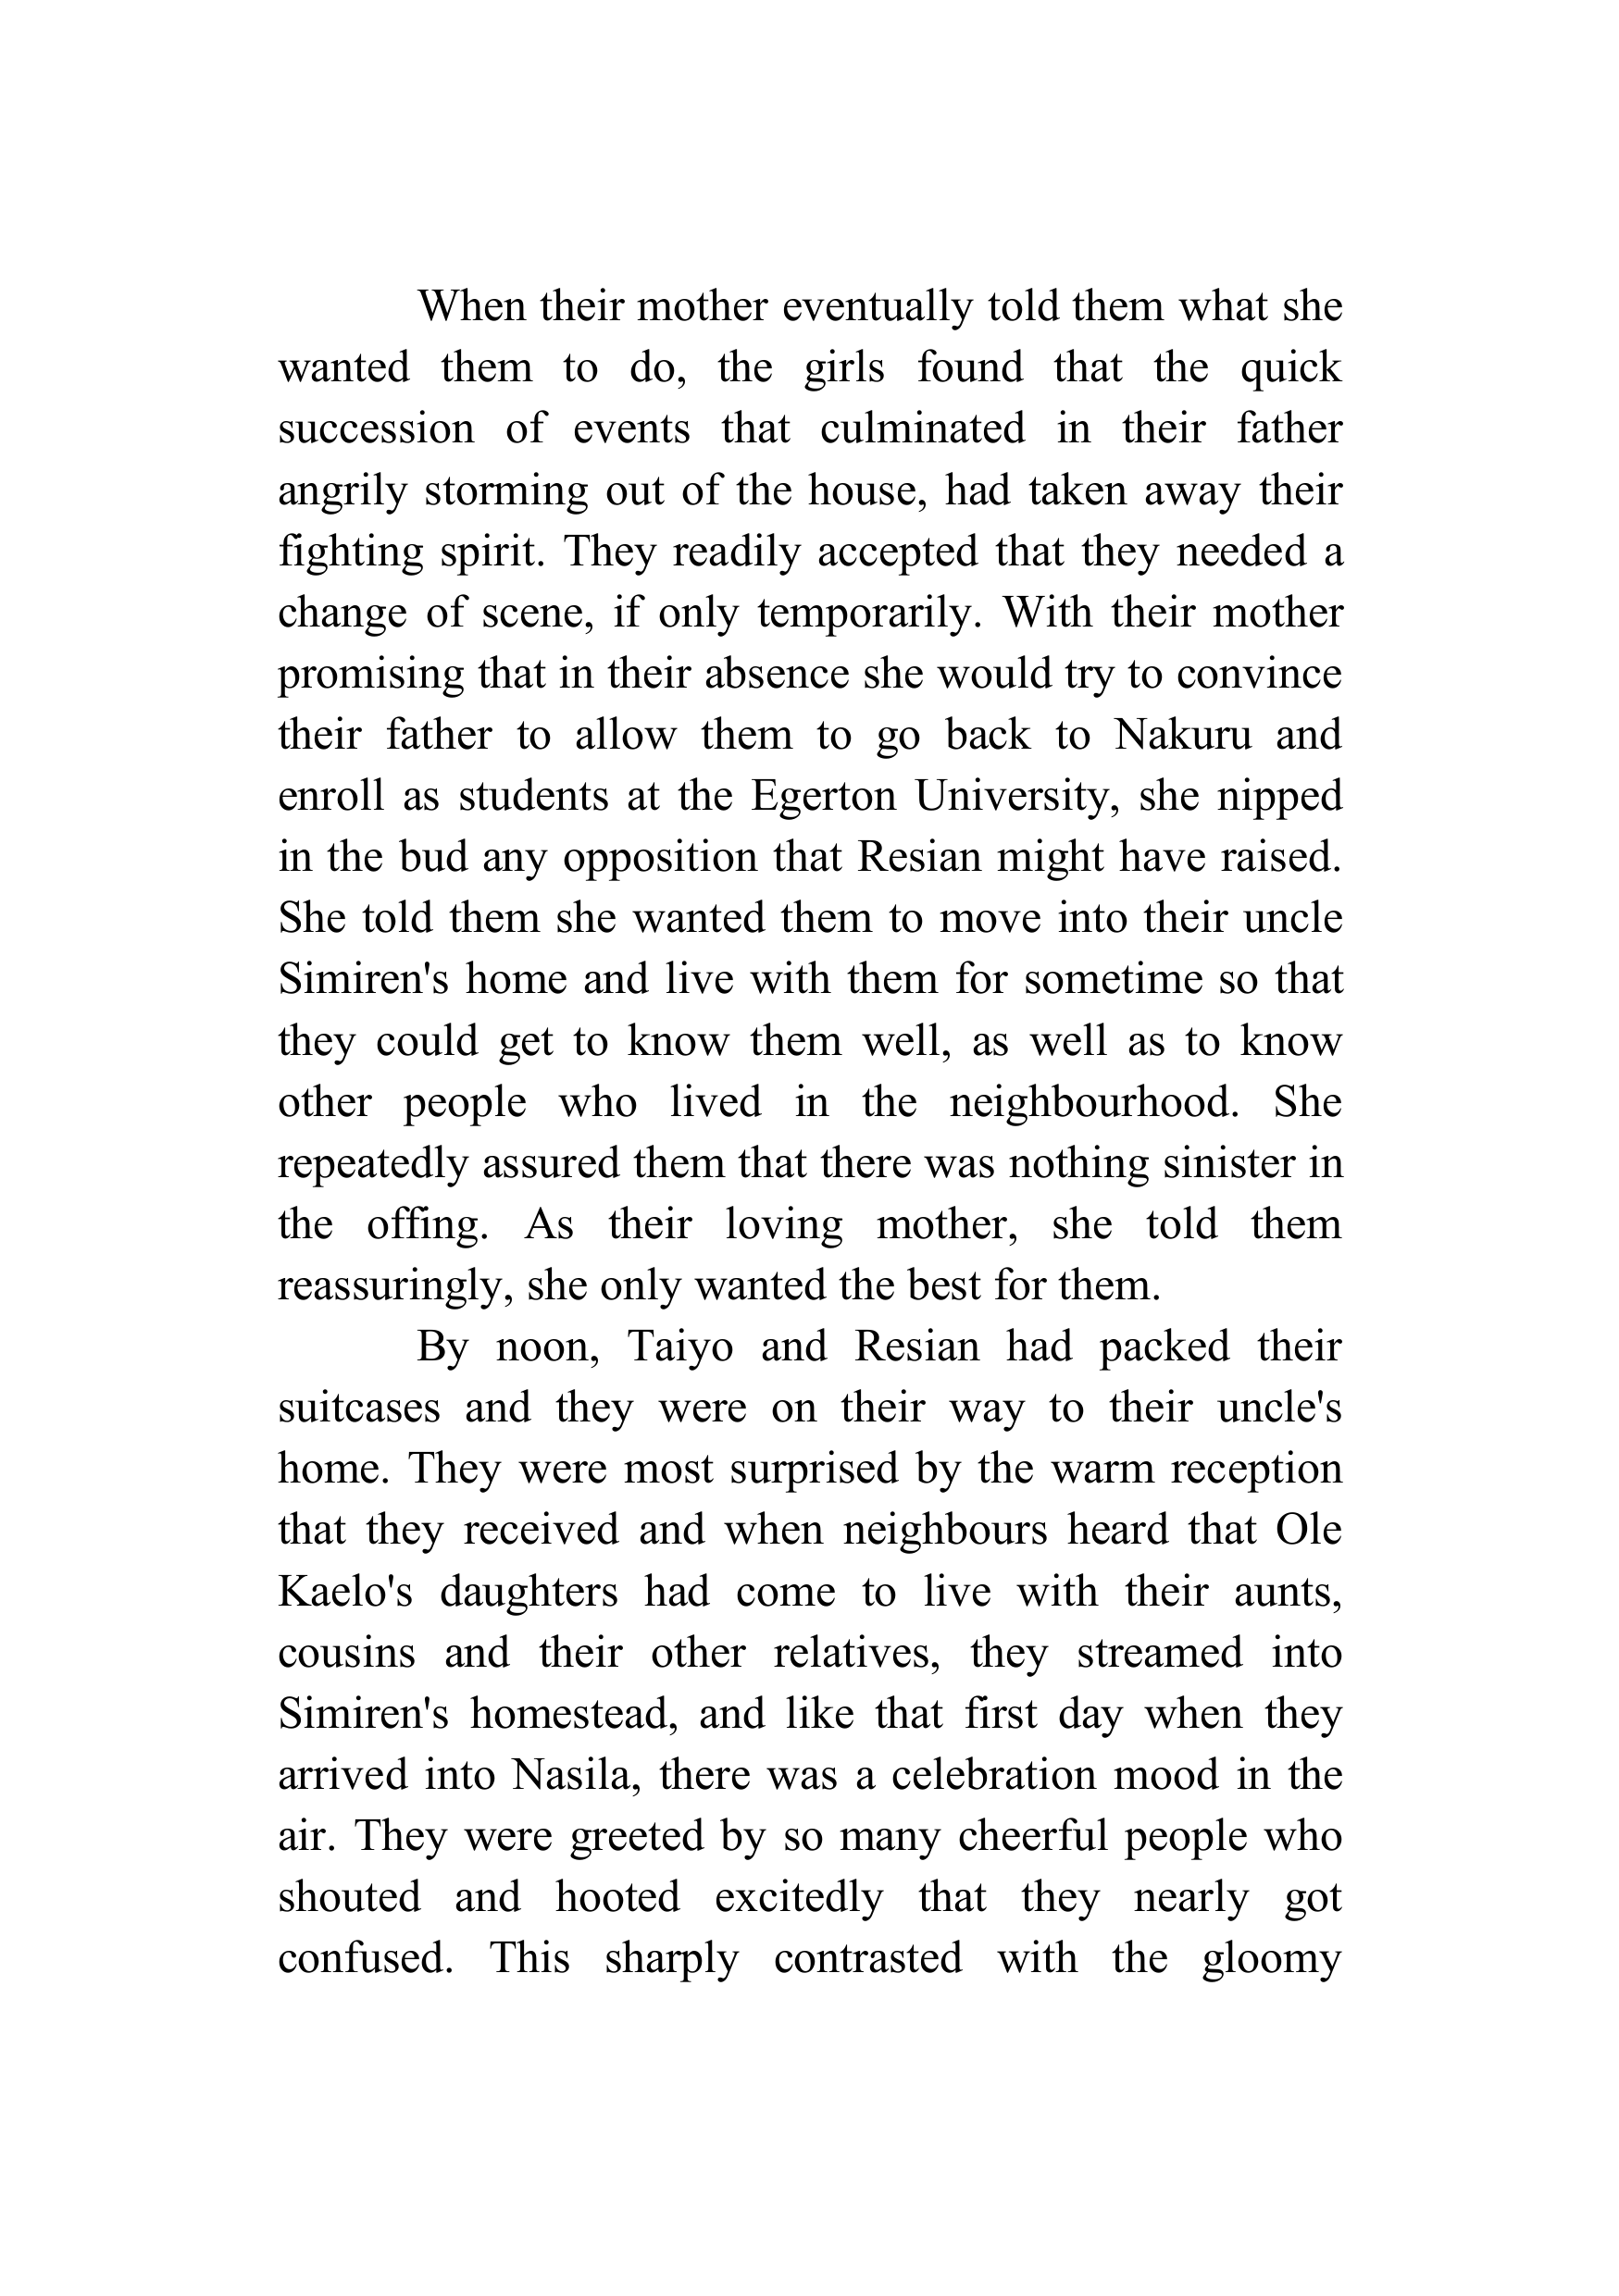 When their mother eventually told them what she
wanted them to do, the girls found that the quick
succession of events that culminated in their father
angrily storming out of the house, had taken away their
fighting spirit. They readily accepted that they needed a
change of scene, if only temporarily. With their mother
promising that in their absence she would try to convince
their father to allow them to go back to Nakuru and
enroll as students at the Egerton University, she nipped
in the bud any opposition that Resian might have raised.
She told them she wanted them to move into their uncle
Simiren's home and live with them for sometime so that
they could get to know them well, as well as to know
other people who lived in the neighbourhood. She
repeatedly assured them that there was nothing sinister in
the offing. As their loving mother, she told them
reassuringly, she only wanted the best for them.
By noon, Taiyo and Resian had packed their
suitcases and they were on their way to their uncle's
home. They were most surprised by the warm reception
that they received and when neighbours heard that Ole
Kaelo's daughters had come to live with their aunts,
cousins and their other relatives, they streamed into
Simiren's homestead, and like that first day when they
arrived into Nasila, there was a celebration mood in the
air. They were greeted by so many cheerful people who
shouted and hooted excitedly that they nearly got
confused. This sharply contrasted with the gloomy